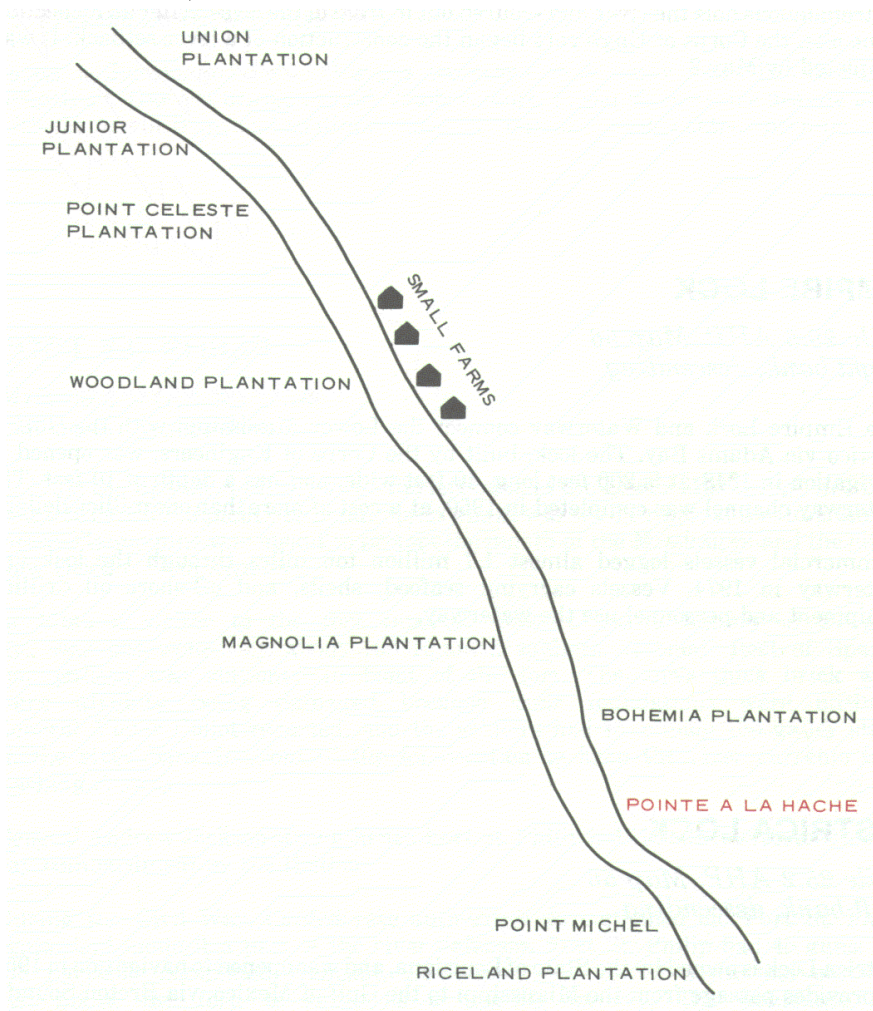 UNION
PLANTATION
JUNIOR
PLANTATION
POINT CELESTE
PLANTATION
SMALL FARMS
WOODLAND PLANTATION
MAGNOLIA PLANTATION
BOHEMIA PLANTATION
POINTE A LA HACHE
POINT MICHEL
RICELAND PLANTATION